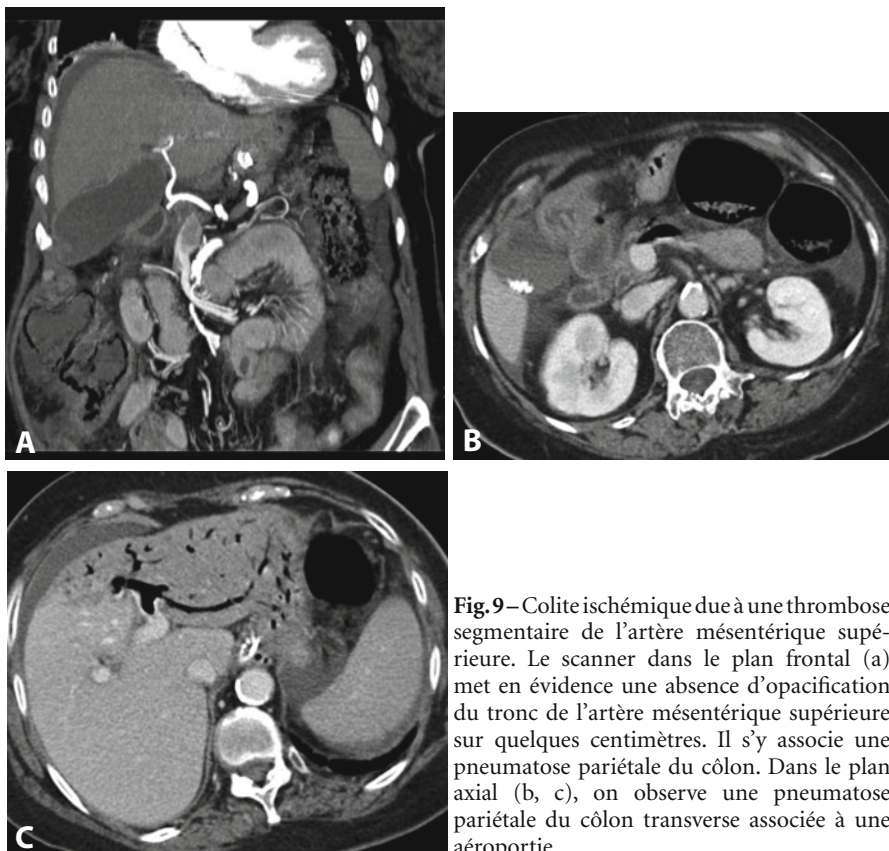 A
B
C
Fig. 9 – Colite ischémique due à une thrombose
segmentaire de l'artère mésentérique supé-
rieure. Le scanner dans le plan frontal (a)
met en évidence une absence d'opacification
du tronc de l'artère mésentérique supérieure
sur quelques centimètres. Il s'y associe une
pneumatose pariétale du côlon. Dans le plan
axial (b, c), on observe une pneumatose
pariétale du côlon transverse associée à une
aéroportie